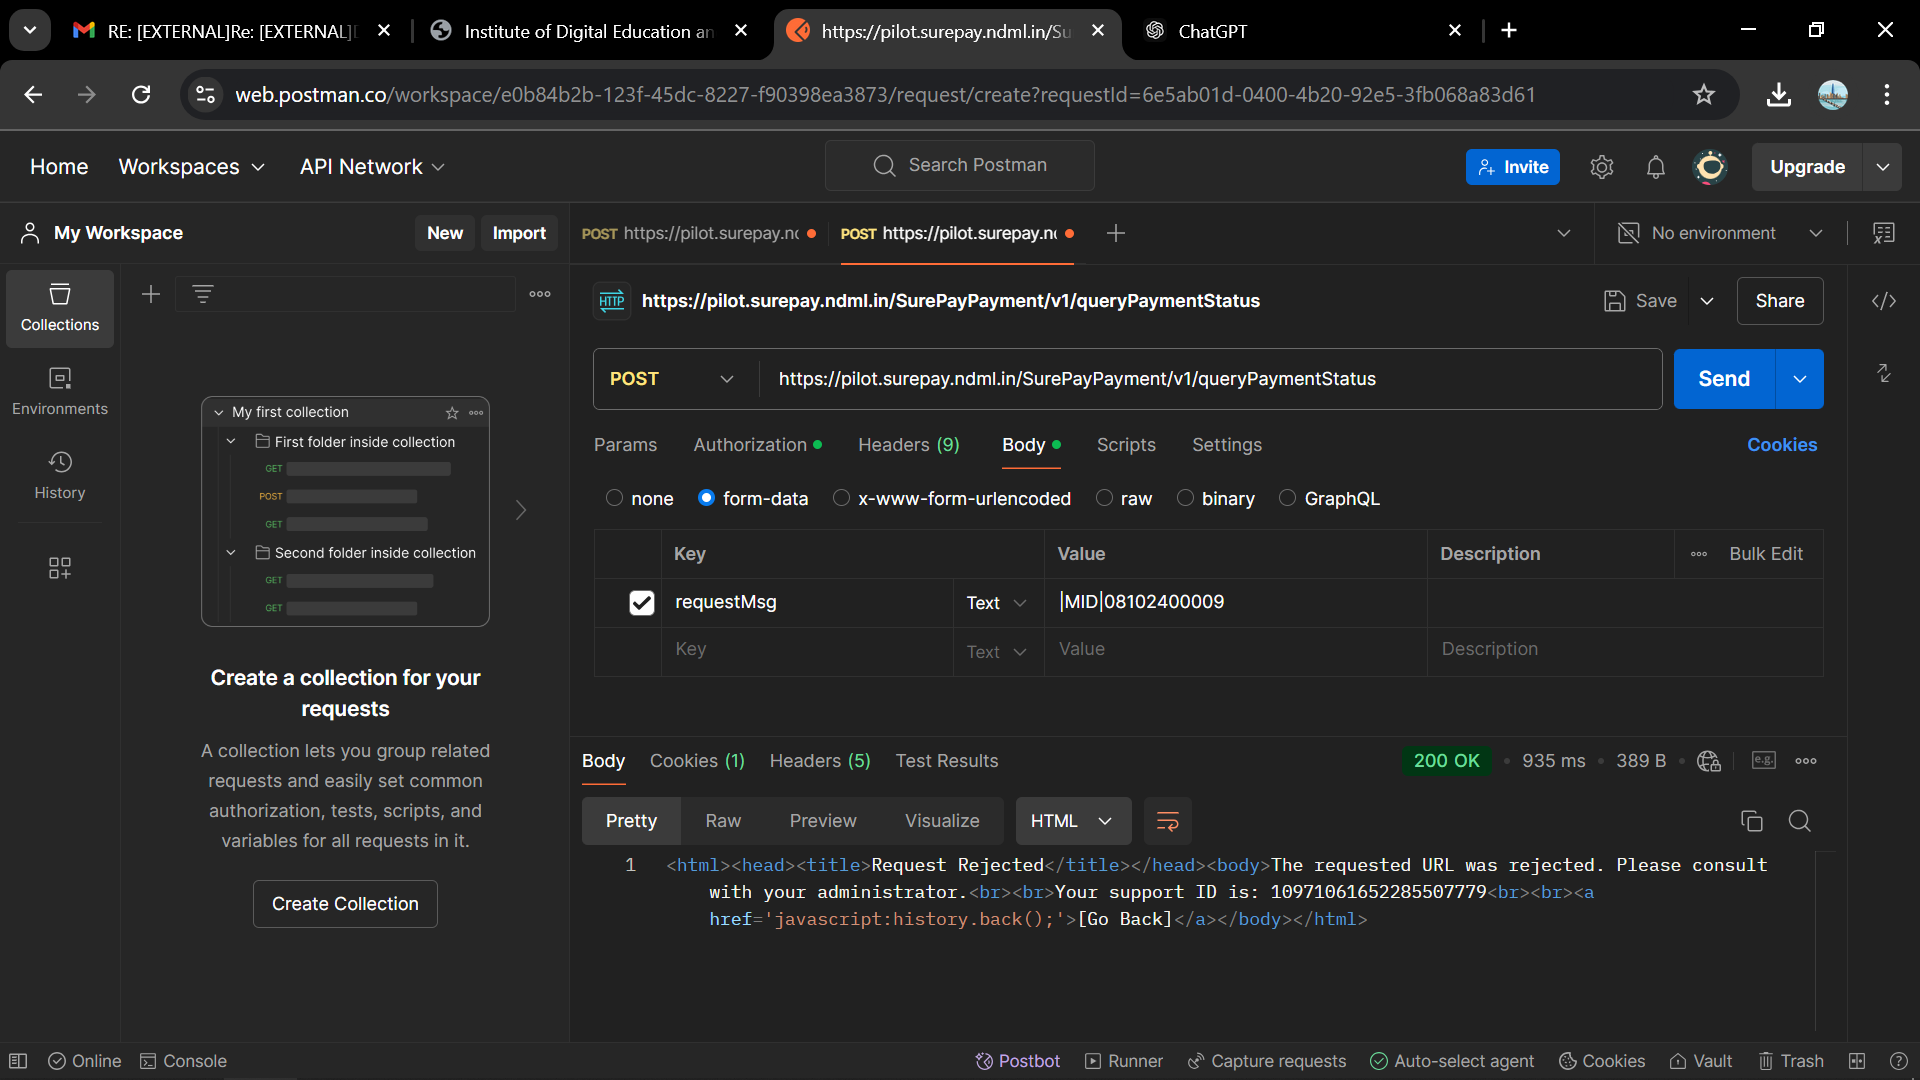 RE: [EXTERNAL]Re: [EXTERNAL]
Institute of Digital Education an
https://pilot.surepay.ndml.in/Su
ChatGPT
web.postman.co/workspace/e0b84b2b-123f-45dc-8227-f90398ea3873/request/create?requestId=6e5ab01d-0400-4b20-92e5-3fb068a83d61
Home
Workspaces
API Network
Search Postman
Invite
Upgrade
My Workspace
New
Import
POST https://pilot.surepay.nc
POST https://pilot.surepay.n
No environment
Collections
Environments
History
My first collection
First folder inside collection
GET
POST
GET
Second folder inside collection
GET
GET
Create a collection for your
requests
A collection lets you group related
requests and easily set common
authorization, tests, scripts, and
variables for all requests in it.
Create Collection
HTTP
https://pilot.surepay.ndml.in/SurePayPayment/v1/queryPaymentStatus
Save
Share
POST
https://pilot.surepay.ndml.in/SurePayPayment/v1/queryPaymentStatus
Send
Params
Authorization
Headers (9)
Body
Scripts
Settings
Cookies
none
form-data
x-www-form-urlencoded
raw
binary
GraphQL
Key
Value
Description
Bulk Edit
requestMsg
Text
|MID|08102400009
Key
Text
Value
Description
Body
Cookies (1)
Headers (5)
Test Results
200 OK
935 ms
389 B
e.g.
Pretty
Raw
Preview
Visualize
HTML
1
<html><head><title>Request Rejected</title></head><body>The requested URL was rejected. Please consult
with your administrator.<br><br>Your support ID is: 10971061652285507779<br><br><a
href='javascript:history.back();'>[Go Back]</a></body></html>
Online
Console
Postbot
Runner
Capture requests
Auto-select agent
Cookies
Vault
Trash